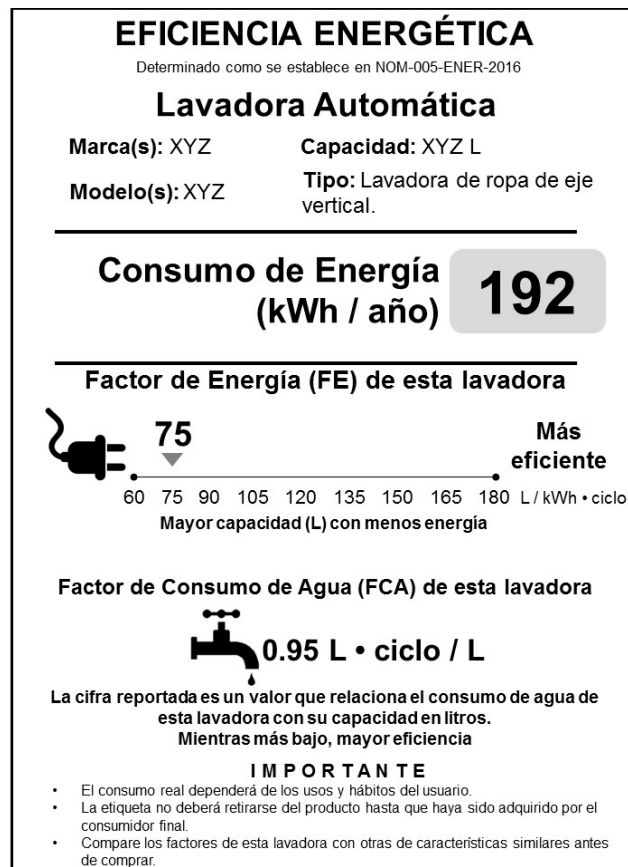 EFICIENCIA ENERGÉTICA
Determinado como se establece en NOM-005-ENER-2016
Lavadora Automática
Marca(s): XYZ
Capacidad: XYZ L
Modelo(s): XYZ
Tipo: Lavadora de ropa de eje
vertical.
Consumo de Energía
(kWh / año)
192
Factor de Energía (FE) de esta lavadora
75
Más
eficiente
60 75 90 105 120 135 150 165 180 L / kWh • ciclo
Mayor capacidad (L) con menos energía
Factor de Consumo de Agua (FCA) de esta lavadora
0.95 L • ciclo / L
La cifra reportada es un valor que relaciona el consumo de agua de
esta lavadora con su capacidad en litros.
Mientras más bajo, mayor eficiencia
I M P O R T A N T E
• El consumo real dependerá de los usos y hábitos del usuario.
• La etiqueta no deberá retirarse del producto hasta que haya sido adquirido por el
consumidor final.
• Compare los factores de esta lavadora con otras de características similares antes
de comprar.